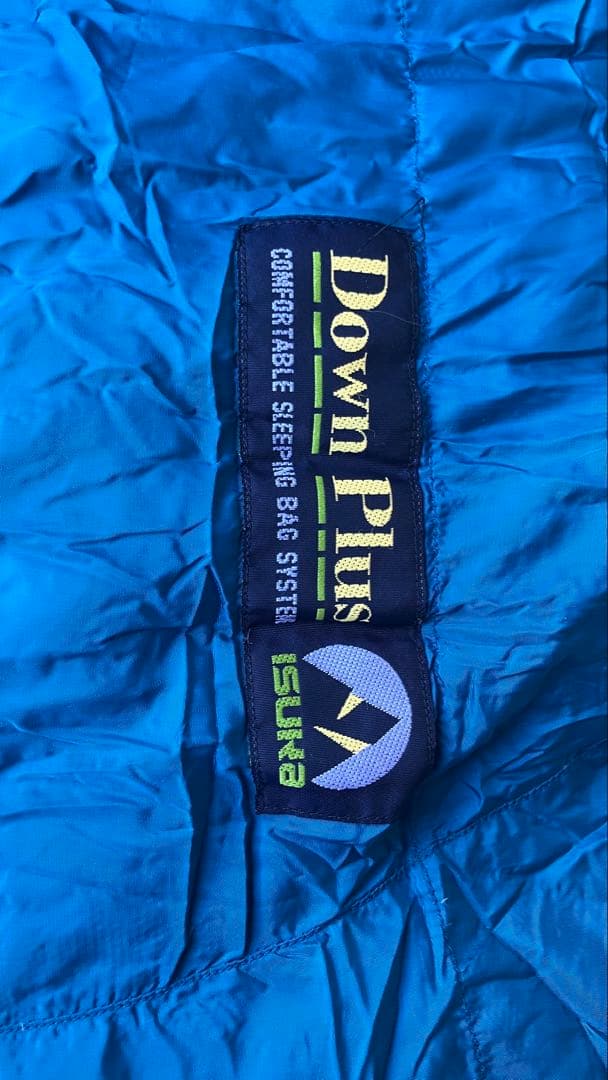 Down Plus
COMFORTABLE SLEEPING BAG SYSTEM
ISUKA